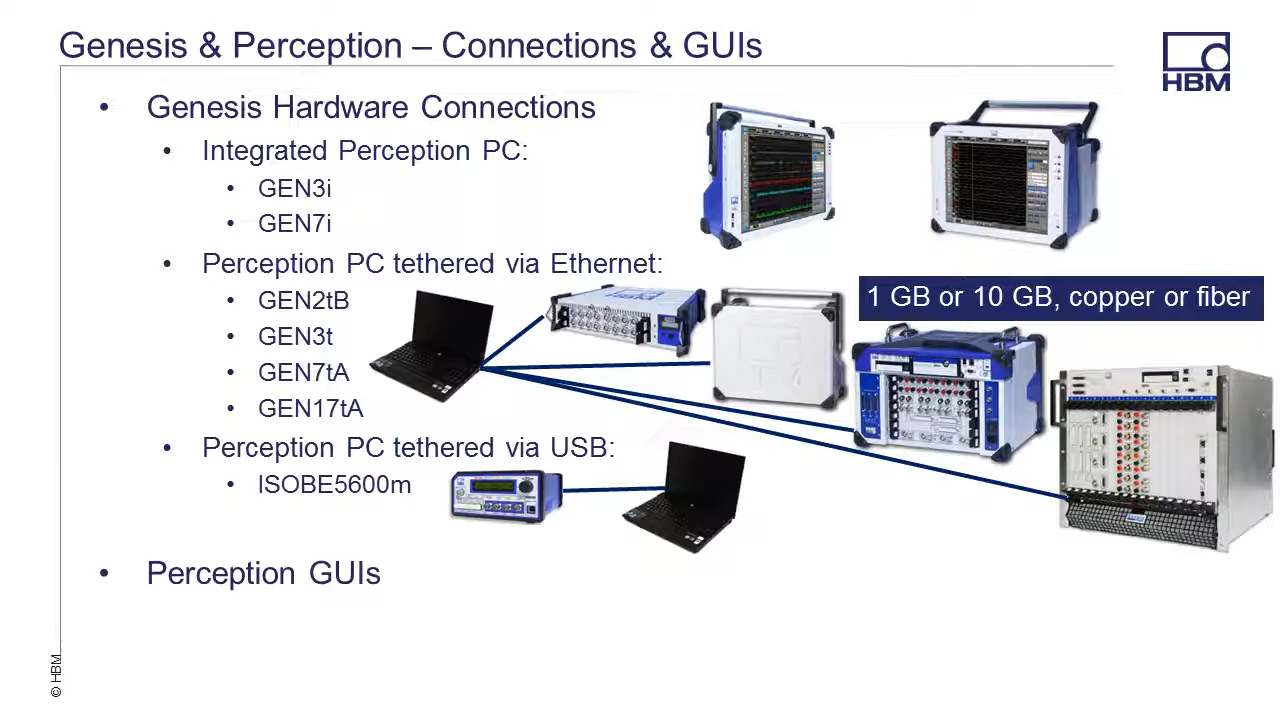 Genesis & Perception – Connections & GUIs
HBM
• Genesis Hardware Connections
• Integrated Perception PC:
• GEN3i
• GEN7i
• Perception PC tethered via Ethernet:
1 GB or 10 GB, copper or fiber
• GEN2tB
• GEN3t
• GEN7tA
• GEN17tA
• Perception PC tethered via USB:
• ISOBE5600m
• Perception GUIs
© HBM